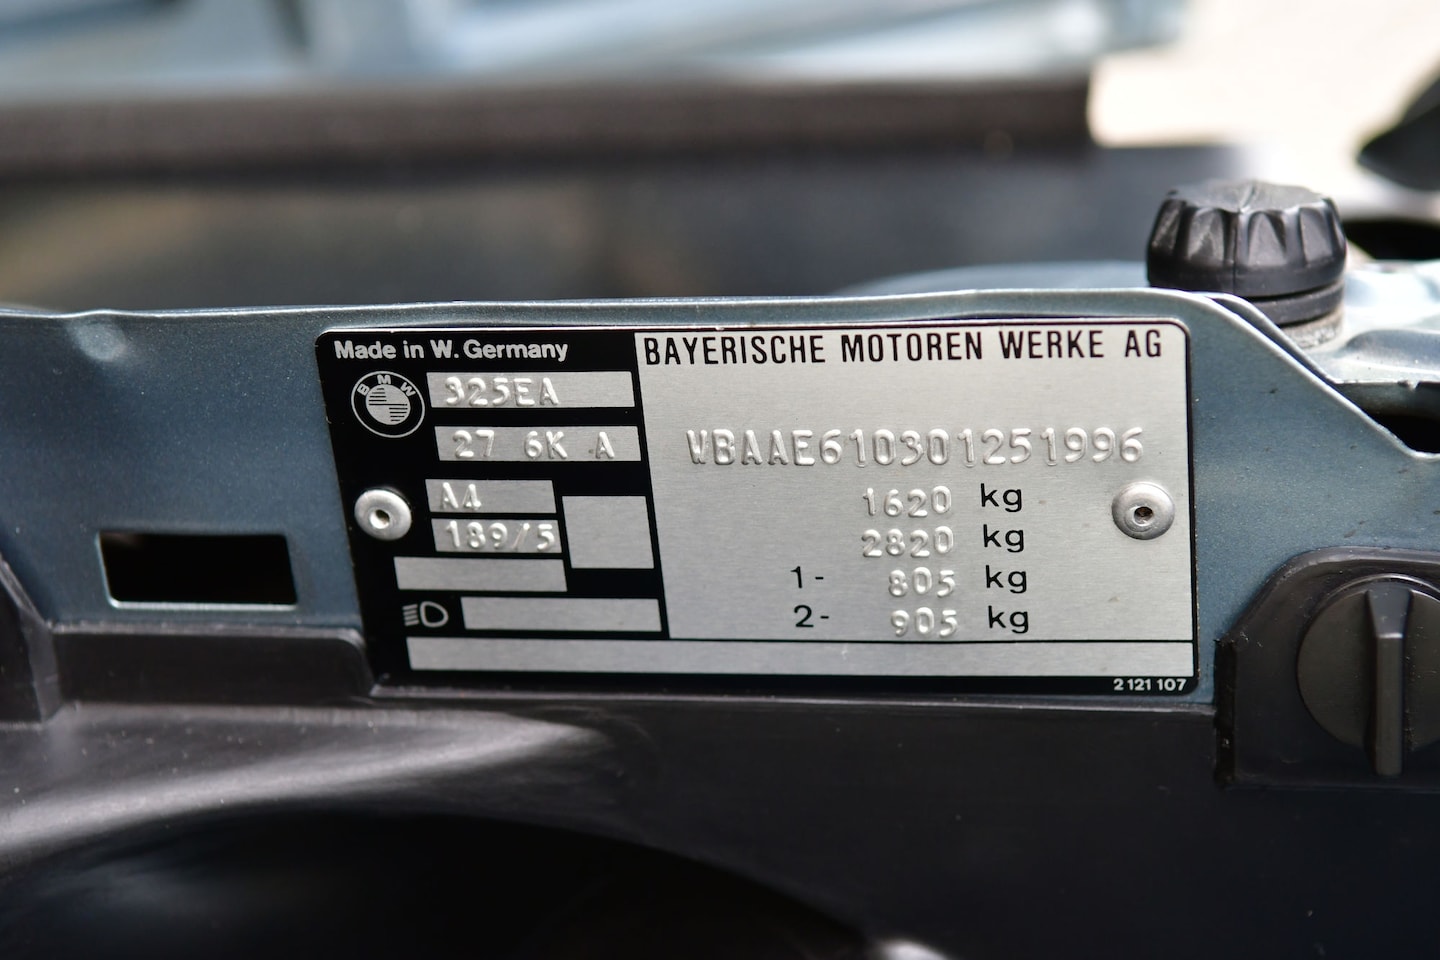 Made in W. Germany
BMW
325EA
27 6K A
A4
189/5
BAYERISCHE MOTOREN WERKE AG
WBAAE610301251996
1620 kg
2820 kg
1- 805 kg
2- 905 kg
2 121 107